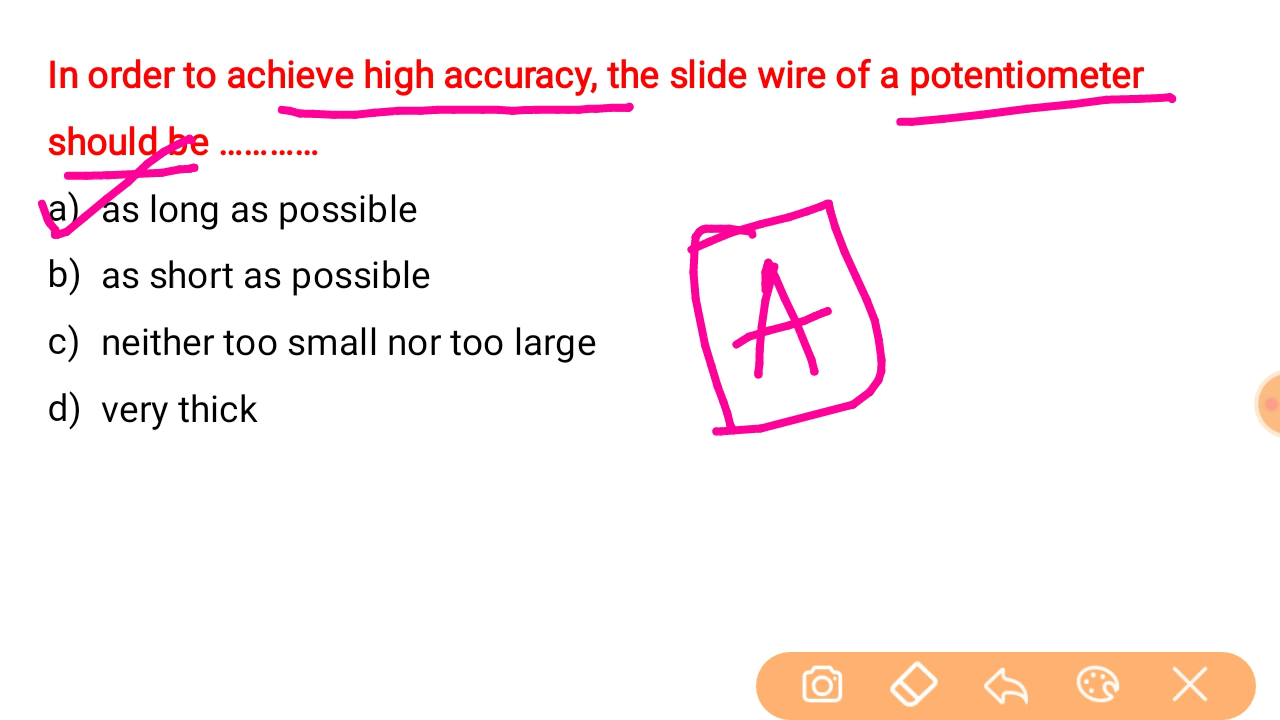 In order to achieve high accuracy, the slide wire of a potentiometer
should be ............
a) as long as possible
b) as short as possible
c) neither too small nor too large
d) very thick
A